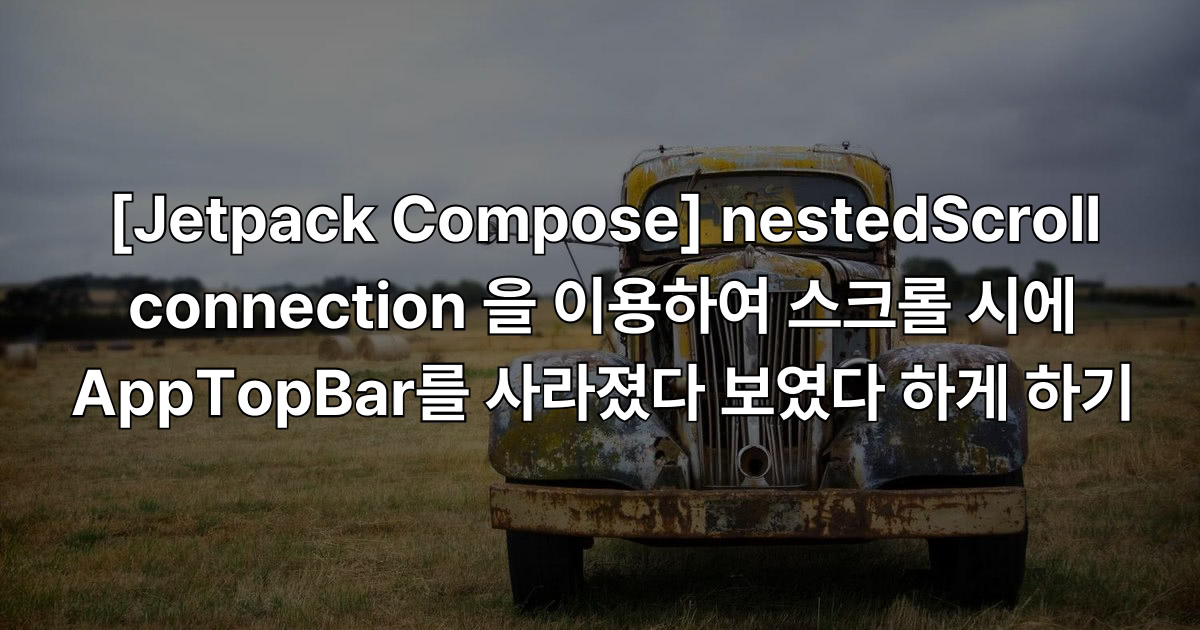 [Jetpack Compose] nestedScroll
connection 을 이용하여 스크롤 시에
AppTopBar를 사라졌다 보였다 하게 하기